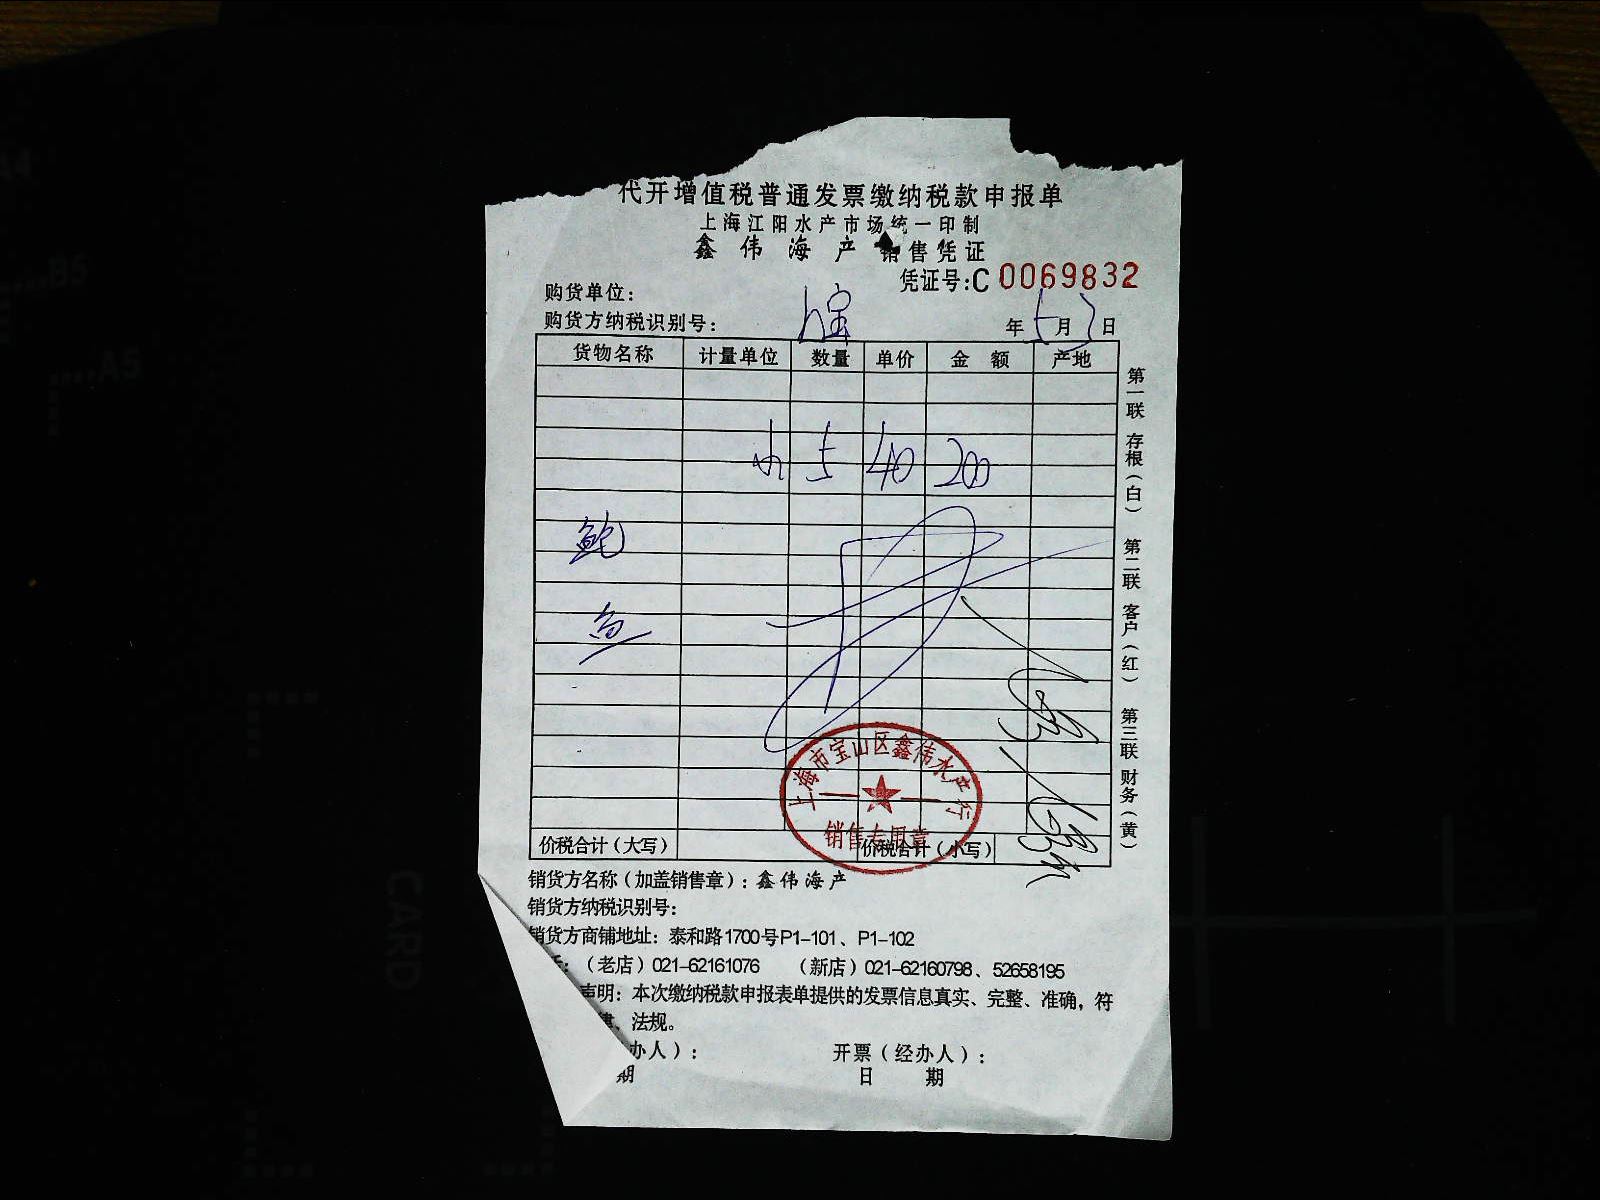 代开增值税普通发票缴纳税款申报单
上海江阳水产市场统一印制
鑫伟海产 销售凭证
凭证号:C 0069832
购货单位:
购货方纳税识别号: 年 5 月 3 日
货物名称 计量单位 数量 单价 金额 产地
小 5 40 200
鲍
鱼
上海市宝山区鑫伟水产行
销售专用章
价税合计(大写) 价税合计(小写)
第一联 存根(白) 第二联 客户(红) 第三联 财务(黄)
销货方名称(加盖销售章):鑫伟海产
销货方纳税识别号:
销货方商铺地址:泰和路1700号P1-101、P1-102
(老店)021-62161076 (新店)021-62160798、52658195
声明:本次缴纳税款申报表单提供的发票信息真实、完整、准确,符
、法规。
办人): 开票(经办人):
期 日期
B5
A5
CARD